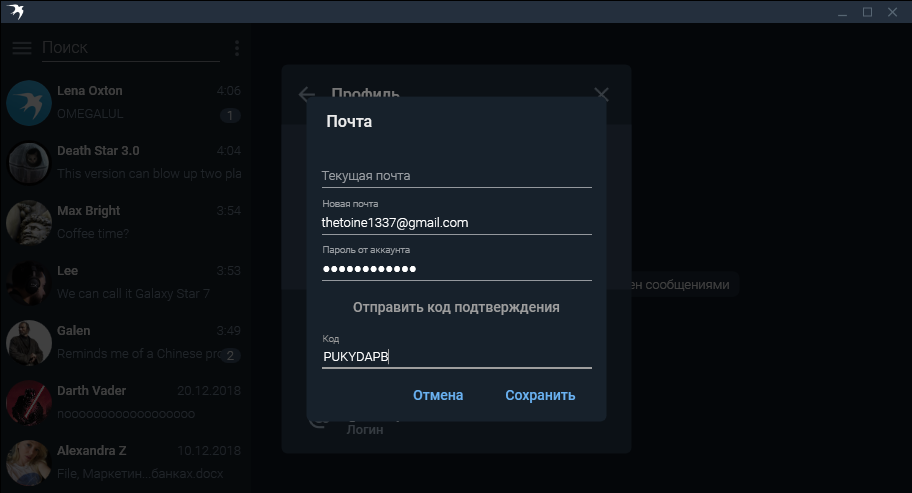 Поиск
Lena Oxton 4:06
OMEGALUL 1
Death Star 3.0 4:04
This version can blow up two pla
Max Bright 3:54
Coffee time?
Lee 3:53
We can call it Galaxy Star 7
Galen 3:49
Reminds me of a Chinese pr 2
Darth Vader 20.12.2018
noooooooooooooooooo
Alexandra Z 10.12.2018
File, Маркетин...банках.docx
Профиль
Почта
Текущая почта
Новая почта
thetoine1337@gmail.com
Пароль от аккаунта
••••••••••••
Отправить код подтверждения
Код
PUKYDAPB
Отмена Сохранить
Логин
ен сообщениями